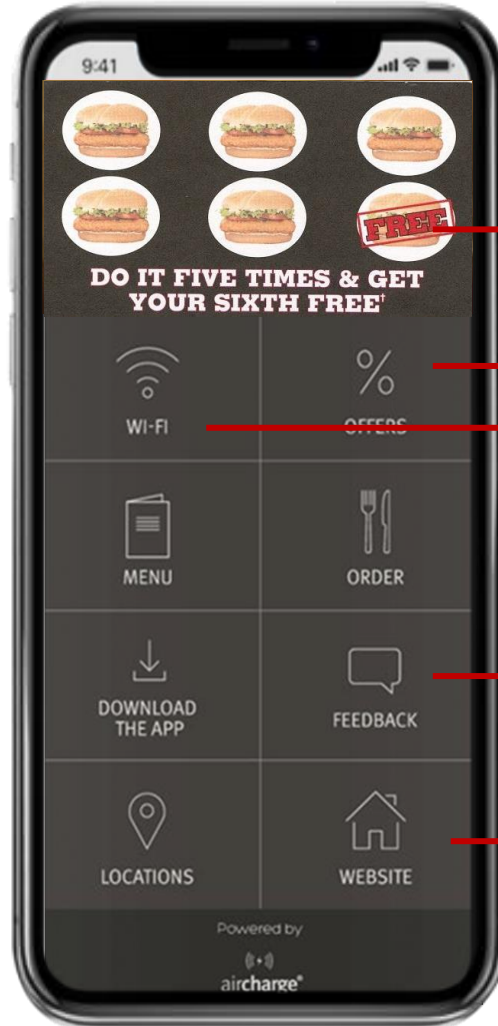 9:41
FREE
DO IT FIVE TIMES & GET
YOUR SIXTH FREE†
WI-FI
OFFERS
MENU
ORDER
DOWNLOAD
THE APP
FEEDBACK
LOCATIONS
WEBSITE
Powered by
aircharge®